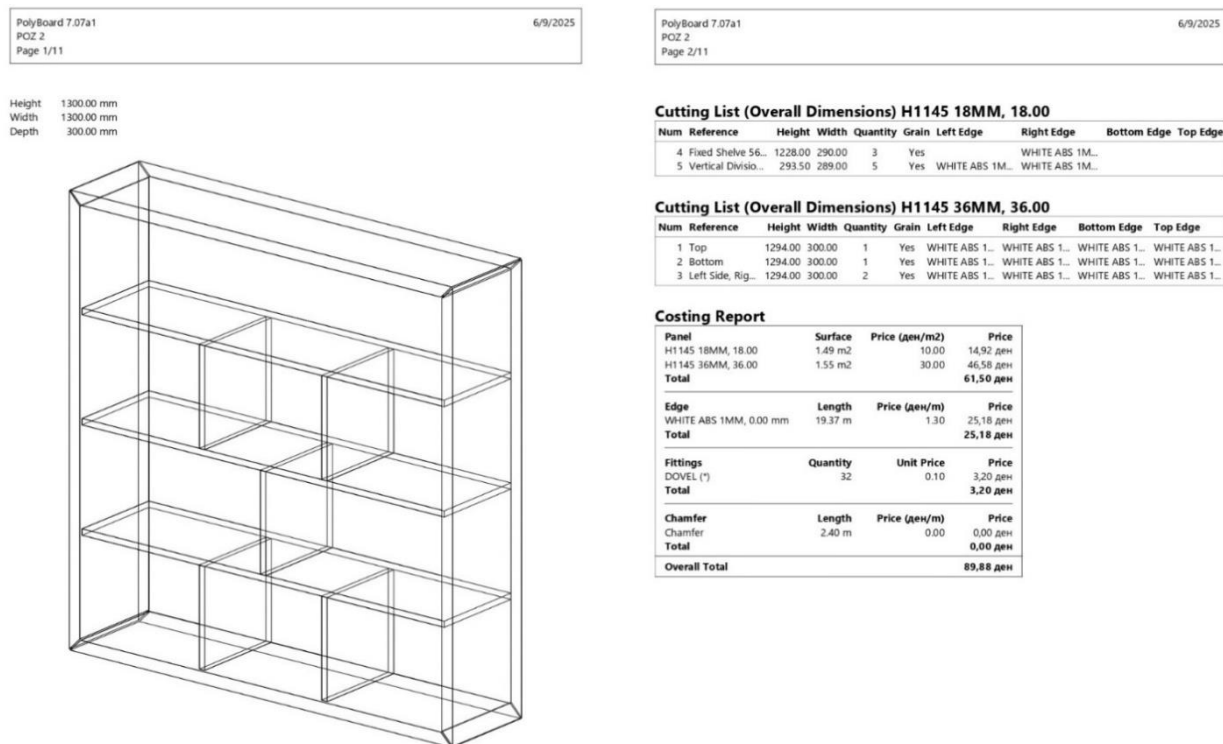 PolyBoard 7.07a1 6/9/2025
POZ 2
Page 1/11
Height 1300.00 mm
Width 1300.00 mm
Depth 300.00 mm
PolyBoard 7.07a1 6/9/2025
POZ 2
Page 2/11
Cutting List (Overall Dimensions) H1145 18MM, 18.00
Num Reference Height Width Quantity Grain Left Edge Right Edge Bottom Edge Top Edge
4 Fixed Shelve 56... 1228.00 290.00 3 Yes WHITE ABS 1M...
5 Vertical Divisio... 293.50 289.00 5 Yes WHITE ABS 1M... WHITE ABS 1M...
Cutting List (Overall Dimensions) H1145 36MM, 36.00
Num Reference Height Width Quantity Grain Left Edge Right Edge Bottom Edge Top Edge
1 Top 1294.00 300.00 1 Yes WHITE ABS 1... WHITE ABS 1... WHITE ABS 1... WHITE ABS 1...
2 Bottom 1294.00 300.00 1 Yes WHITE ABS 1... WHITE ABS 1... WHITE ABS 1... WHITE ABS 1...
3 Left Side, Rig... 1294.00 300.00 2 Yes WHITE ABS 1... WHITE ABS 1... WHITE ABS 1... WHITE ABS 1...
Costing Report
Panel Surface Price (ден/m2) Price
H1145 18MM, 18.00 1.49 m2 10.00 14,92 ден
H1145 36MM, 36.00 1.55 m2 30.00 46,58 ден
Total 61,50 ден
Edge Length Price (ден/m) Price
WHITE ABS 1MM, 0.00 mm 19.37 m 1.30 25,18 ден
Total 25,18 ден
Fittings Quantity Unit Price Price
DOVEL (*) 32 0.10 3,20 ден
Total 3,20 ден
Chamfer Length Price (ден/m) Price
Chamfer 2.40 m 0.00 0,00 ден
Total 0,00 ден
Overall Total 89,88 ден